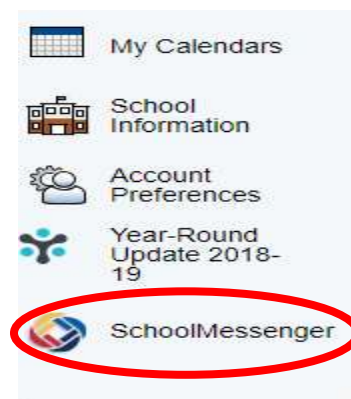 My Calendars
School
Information
Account
Preferences
Year-Round
Update 2018-
19
SchoolMessenger